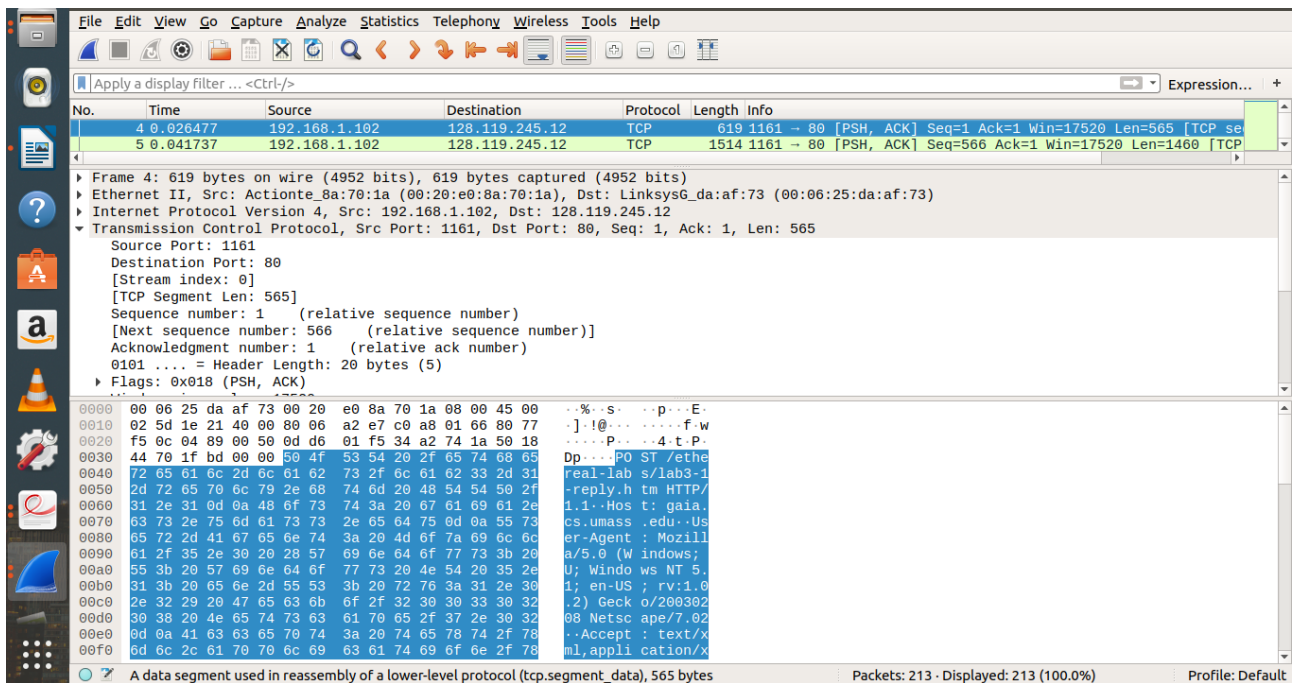 File Edit View Go Capture Analyze Statistics Telephony Wireless Tools Help
Apply a display filter ... <Ctrl-/> Expression... +
No. Time Source Destination Protocol Length Info
4 0.026477 192.168.1.102 128.119.245.12 TCP 619 1161 → 80 [PSH, ACK] Seq=1 Ack=1 Win=17520 Len=565 [TCP se
5 0.041737 192.168.1.102 128.119.245.12 TCP 1514 1161 → 80 [PSH, ACK] Seq=566 Ack=1 Win=17520 Len=1460 [TCP
Frame 4: 619 bytes on wire (4952 bits), 619 bytes captured (4952 bits)
Ethernet II, Src: Actionte_8a:70:1a (00:20:e0:8a:70:1a), Dst: LinksysG_da:af:73 (00:06:25:da:af:73)
Internet Protocol Version 4, Src: 192.168.1.102, Dst: 128.119.245.12
Transmission Control Protocol, Src Port: 1161, Dst Port: 80, Seq: 1, Ack: 1, Len: 565
Source Port: 1161
Destination Port: 80
[Stream index: 0]
[TCP Segment Len: 565]
Sequence number: 1 (relative sequence number)
[Next sequence number: 566 (relative sequence number)]
Acknowledgment number: 1 (relative ack number)
0101 .... = Header Length: 20 bytes (5)
Flags: 0x018 (PSH, ACK)
0000 00 06 25 da af 73 00 20 e0 8a 70 1a 08 00 45 00 ··%··s· ··p···E·
0010 02 5d 1e 21 40 00 80 06 a2 e7 c0 a8 01 66 80 77 ·]·!@··· ·····f·w
0020 f5 0c 04 89 00 50 0d d6 01 f5 34 a2 74 1a 50 18 ·····P·· ··4·t·P·
0030 44 70 1f bd 00 00 50 4f 53 54 20 2f 65 74 68 65 Dp····PO ST /ethe
0040 72 65 61 6c 2d 6c 61 62 73 2f 6c 61 62 33 2d 31 real-lab s/lab3-1
0050 2d 72 65 70 6c 79 2e 68 74 6d 20 48 54 54 50 2f -reply.h tm HTTP/
0060 31 2e 31 0d 0a 48 6f 73 74 3a 20 67 61 69 61 2e 1.1··Hos t: gaia.
0070 63 73 2e 75 6d 61 73 73 2e 65 64 75 0d 0a 55 73 cs.umass .edu··Us
0080 65 72 2d 41 67 65 6e 74 3a 20 4d 6f 7a 69 6c 6c er-Agent : Mozill
0090 61 2f 35 2e 30 20 28 57 69 6e 64 6f 77 73 3b 20 a/5.0 (W indows;
00a0 55 3b 20 57 69 6e 64 6f 77 73 20 4e 54 20 35 2e U; Windo ws NT 5.
00b0 31 3b 20 65 6e 2d 55 53 3b 20 72 76 3a 31 2e 30 1; en-US ; rv:1.0
00c0 2e 32 29 20 47 65 63 6b 6f 2f 32 30 30 33 30 32 .2) Geck o/200302
00d0 30 38 20 4e 65 74 73 63 61 70 65 2f 37 2e 30 32 08 Netsc ape/7.02
00e0 0d 0a 41 63 63 65 70 74 3a 20 74 65 78 74 2f 78 ··Accept : text/x
00f0 6d 6c 2c 61 70 70 6c 69 63 61 74 69 6f 6e 2f 78 ml,appli cation/x
A data segment used in reassembly of a lower-level protocol (tcp.segment_data), 565 bytes Packets: 213 · Displayed: 213 (100.0%) Profile: Default